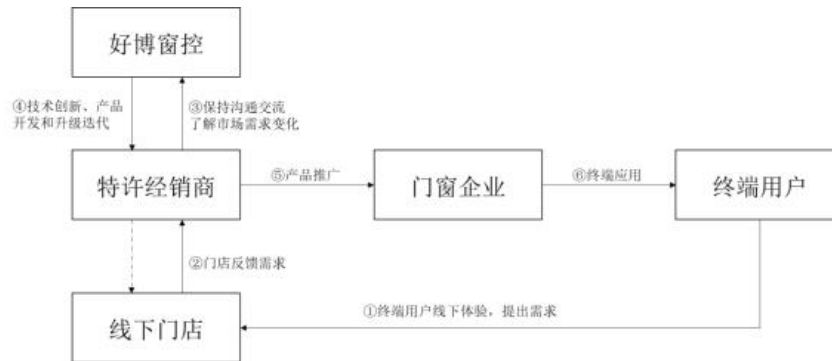 好博窗控
④技术创新、产品
开发和升级迭代
③保持沟通交流
了解市场需求变化
特许经销商
⑤产品推广
门窗企业
⑥终端应用
终端用户
②门店反馈需求
①终端用户线下体验，提出需求
线下门店